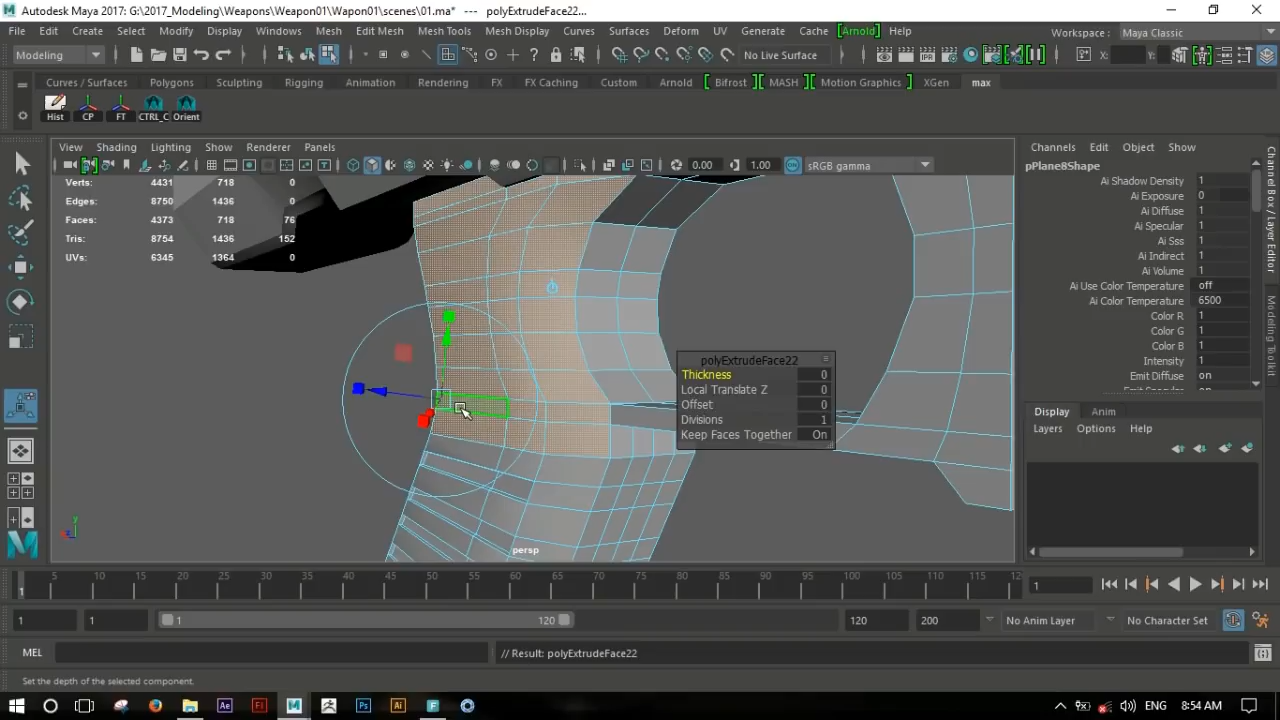 Autodesk Maya 2017: G:\2017_Modeling\Weapons\Weapon01\Wapon01\scenes\01.ma* --- polyExtrudeFace22...
File Edit Create Select Modify Display Windows Mesh Edit Mesh Mesh Tools Mesh Display Curves Surfaces Deform UV Generate Cache Arnold Help Workspace : Maya Classic
Modeling No Live Surface X: Y:
Curves / Surfaces Polygons Sculpting Rigging Animation Rendering FX FX Caching Custom Arnold Bifrost MASH Motion Graphics XGen max
Hist CP FT CTRL_C Orient
View Shading Lighting Show Renderer Panels
0.00 1.00 sRGB gamma
Verts: 4431 718 0
Edges: 8750 1436 0
Faces: 4373 718 76
Tris: 8754 1436 152
UVs: 6345 1364 0
polyExtrudeFace22
Thickness 0
Local Translate Z 0
Offset 0
Divisions 1
Keep Faces Together On
persp
Channels Edit Object Show
pPlane8Shape
Ai Shadow Density 1
Ai Exposure 0
Ai Diffuse 1
Ai Specular 1
Ai Sss 1
Ai Indirect 1
Ai Volume 1
Ai Use Color Temperature off
Ai Color Temperature 6500
Color R 1
Color G 1
Color B 1
Intensity 1
Emit Diffuse on
Display Anim
Layers Options Help
Channel Box / Layer Editor
Modeling Toolkit
5 10 15 20 25 30 35 40 45 50 55 60 65 70 75 80 85 90 95 100 105 110 115 12
1
1
1 1 1 120 120 200 No Anim Layer No Character Set
MEL // Result: polyExtrudeFace22
Set the depth of the selected component.
Ae Fl Ps Ai F 8:54 AM